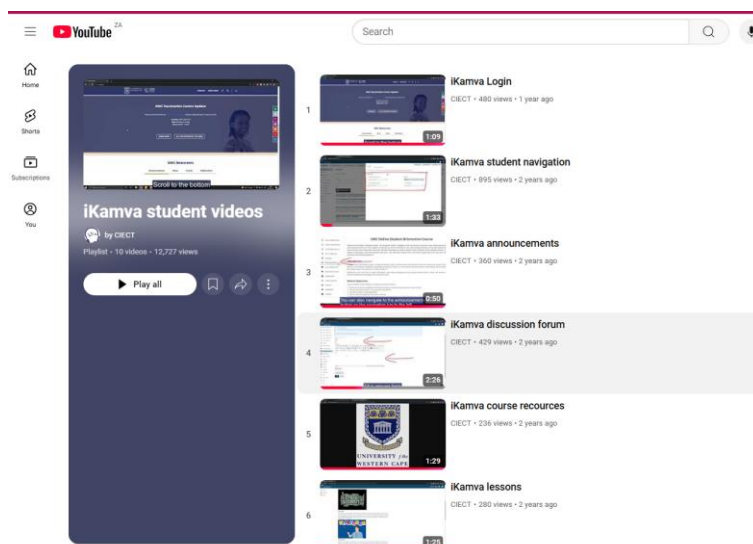 YouTube ZA
Search
Home
Shorts
Subscriptions
You
Scroll to the bottom
iKamva student videos
by CIECT
Playlist • 10 videos • 12,727 views
Play all
1
1:09
iKamva Login
CIECT • 480 views • 1 year ago
2
1:33
iKamva student navigation
CIECT • 895 views • 2 years ago
3
0:50
iKamva announcements
CIECT • 360 views • 2 years ago
4
2:26
iKamva discussion forum
CIECT • 429 views • 2 years ago
5
UNIVERSITY of the
WESTERN CAPE
1:29
iKamva course recources
CIECT • 236 views • 2 years ago
6
1:25
iKamva lessons
CIECT • 280 views • 2 years ago